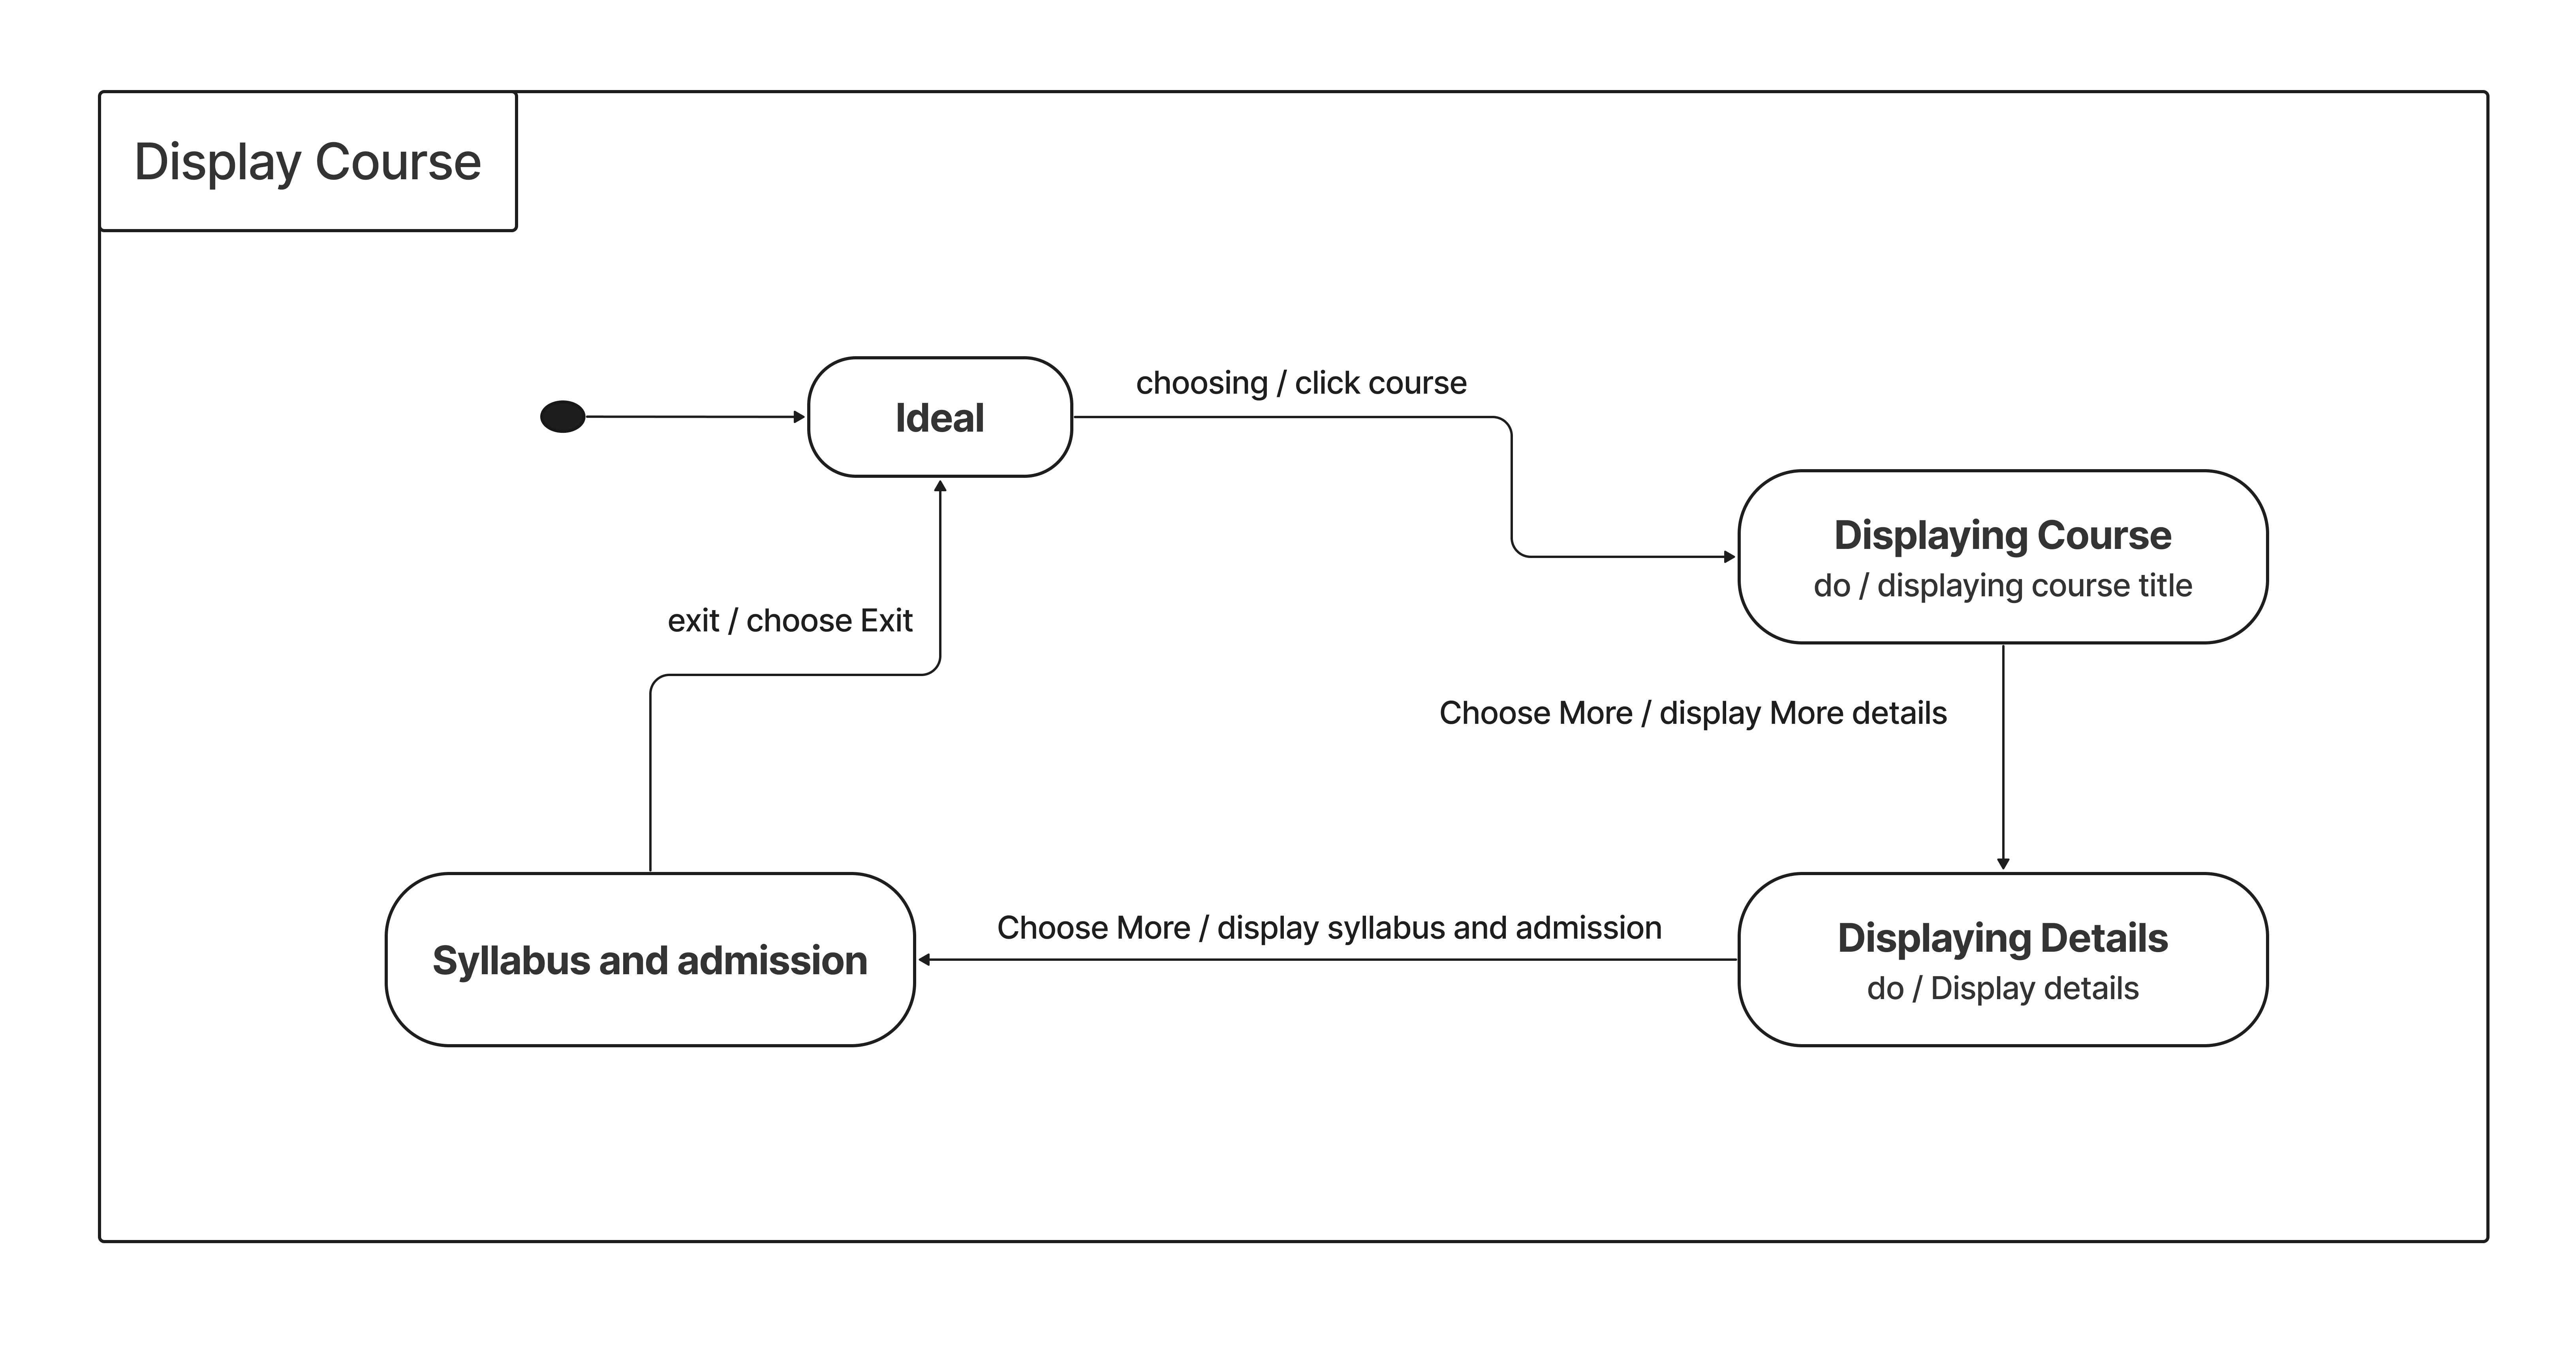 Display Course
Ideal
choosing / click course
Displaying Course
do / displaying course title
exit / choose Exit
Choose More / display More details
Syllabus and admission
Choose More / display syllabus and admission
Displaying Details
do / Display details